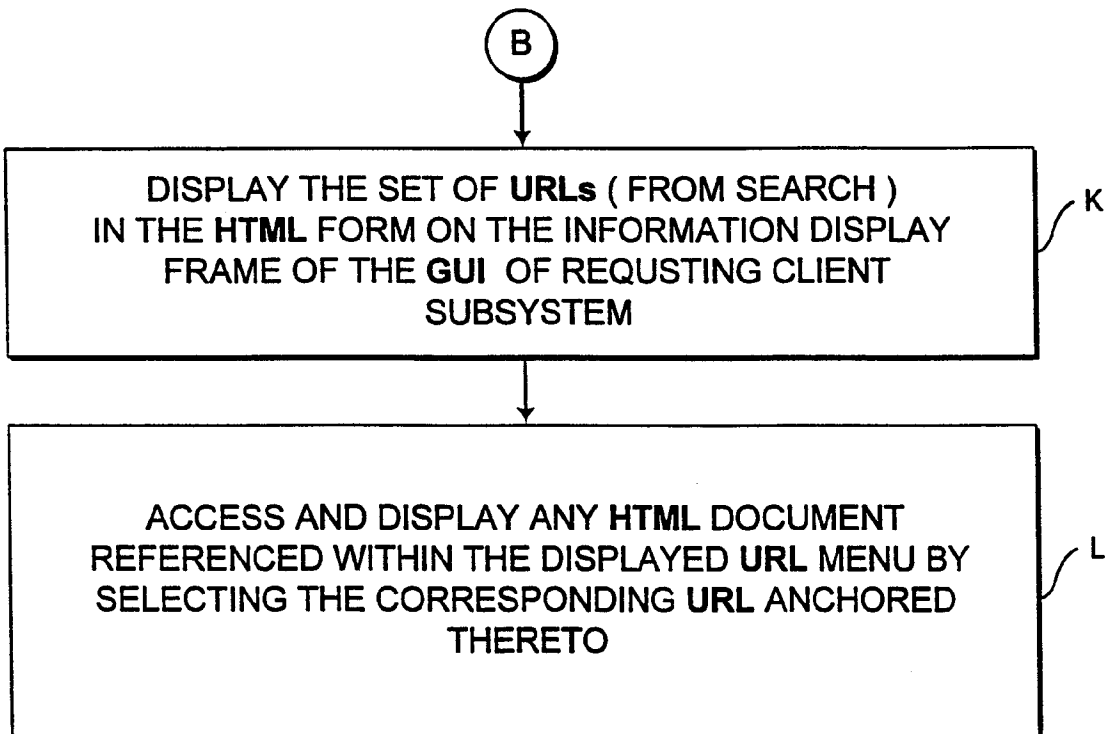 B
DISPLAY THE SET OF URLs ( FROM SEARCH )
IN THE HTML FORM ON THE INFORMATION DISPLAY
FRAME OF THE GUI OF REQUSTING CLIENT
SUBSYSTEM
K
ACCESS AND DISPLAY ANY HTML DOCUMENT
REFERENCED WITHIN THE DISPLAYED URL MENU BY
SELECTING THE CORRESPONDING URL ANCHORED
THERETO
L